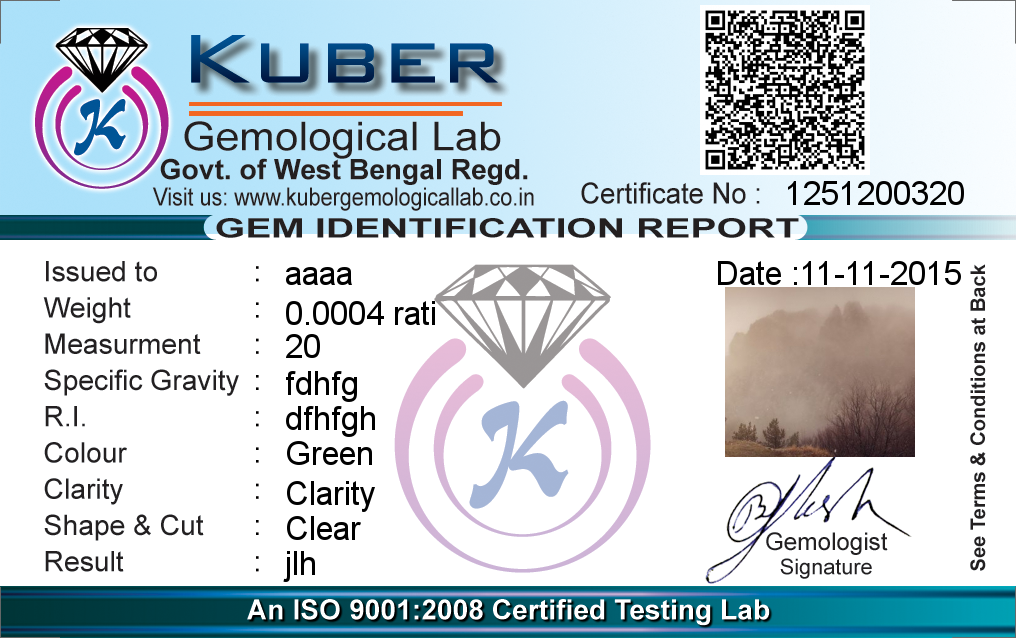 KUBER
K
Gemological Lab
Govt. of West Bengal Regd.
Visit us: www.kubergemologicallab.co.in
Certificate No : 1251200320
GEM IDENTIFICATION REPORT
Issued to : aaaa
Date :11-11-2015
Weight : 0.0004 rati
Measurment : 20
Specific Gravity : fdhfg
R.I. : dfhfgh
Colour : Green
Clarity : Clarity
Shape & Cut : Clear
Result : jlh
K
See Terms & Conditions at Back
Gemologist
Signature
An ISO 9001:2008 Certified Testing Lab